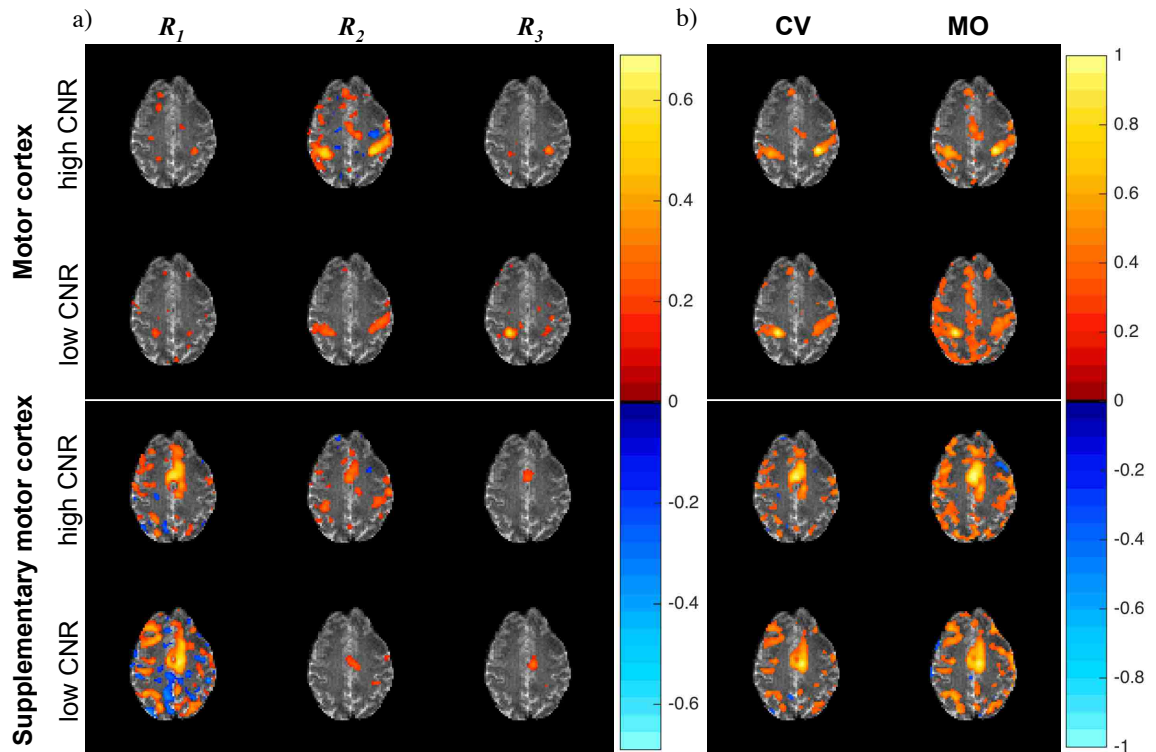 a)
R1
R2
R3
b)
CV
MO
Motor cortex
high CNR
low CNR
Supplementary motor cortex
high CNR
low CNR
0.6
0.4
0.2
0
-0.2
-0.4
-0.6
1
0.8
0.6
0.4
0.2
0
-0.2
-0.4
-0.6
-0.8
-1